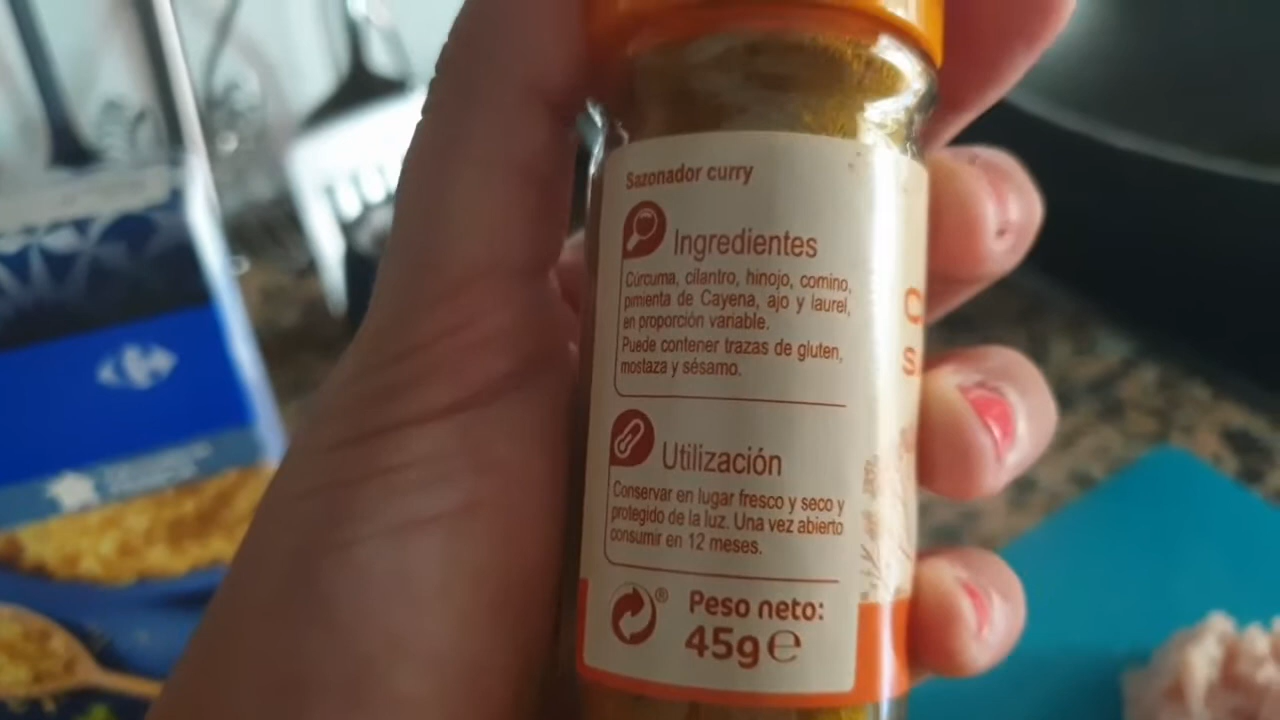 Sazonador curry
Ingredientes
Cúrcuma, cilantro, hinojo, comino,
pimienta de Cayena, ajo y laurel,
en proporción variable.
Puede contener trazas de gluten,
mostaza y sésamo.
Utilización
Conservar en lugar fresco y seco y
protegido de la luz. Una vez abierto
consumir en 12 meses.
®
Peso neto:
45g ℮